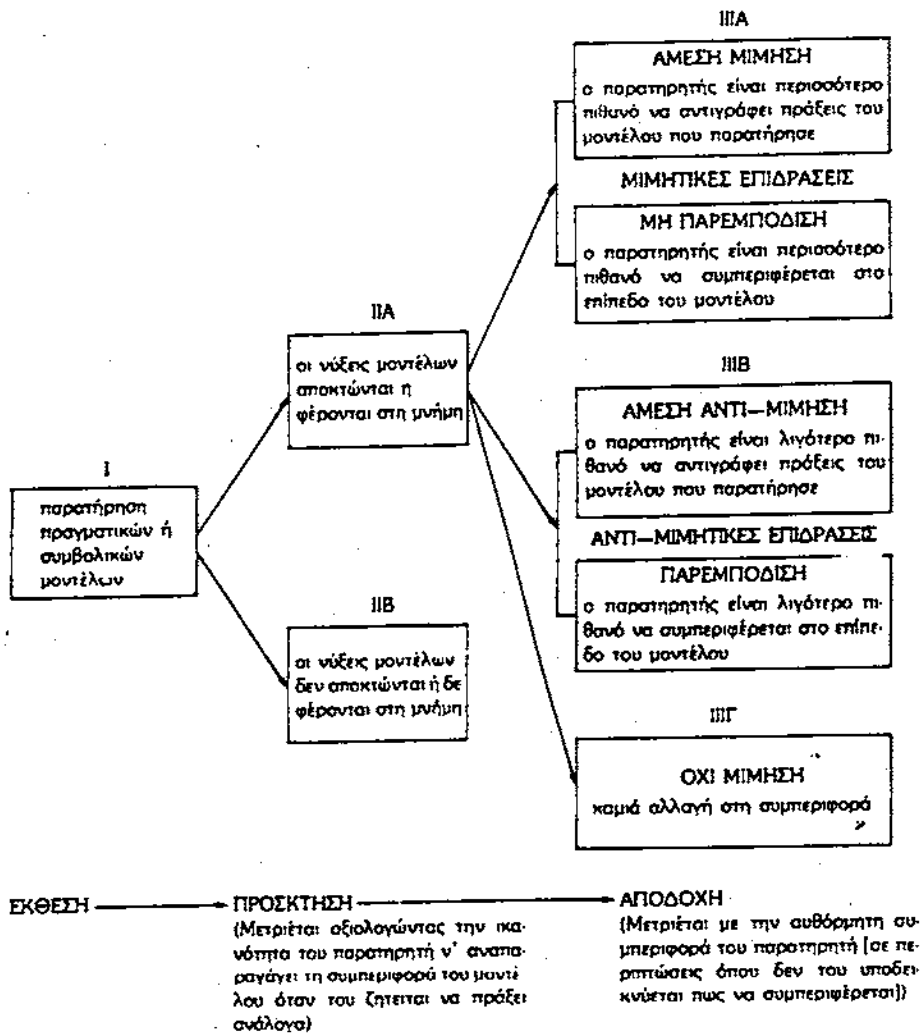 ΙΙΙΑ
ΑΜΕΣΗ ΜΙΜΗΣΗ
ο παρατηρητής είναι περισσότερο
πιθανό να αντιγράφει πράξεις του
μοντέλου που παρατήρησε
ΜΙΜΗΤΙΚΕΣ ΕΠΙΔΡΑΣΕΙΣ
ΜΗ ΠΑΡΕΜΠΟΔΙΣΗ
ο παρατηρητής είναι περισσότερο
πιθανό να συμπεριφέρεται στο
επίπεδο του μοντέλου
ΙΙΑ
οι νύξεις μοντέλων
αποκτώνται ή
φέρονται στη μνήμη
ΙΙΙΒ
ΑΜΕΣΗ ΑΝΤΙ–ΜΙΜΗΣΗ
ο παρατηρητής είναι λιγότερο πι-
θανό να αντιγράφει πράξεις του
μοντέλου που παρατήρησε
ΑΝΤΙ–ΜΙΜΗΤΙΚΕΣ ΕΠΙΔΡΑΣΕΙΣ
ΠΑΡΕΜΠΟΔΙΣΗ
ο παρατηρητής είναι λιγότερο πι-
θανό να συμπεριφέρεται στο επίπε-
δο του μοντέλου
Ι
παρατήρηση
πραγματικών ή
συμβολικών
μοντέλων
ΙΙΒ
οι νύξεις μοντέλων
δεν αποκτώνται ή δε
φέρονται στη μνήμη
ΙΙΙΓ
ΟΧΙ ΜΙΜΗΣΗ
καμιά αλλαγή στη συμπεριφορά
ΕΚΘΕΣΗ
ΠΡΟΣΚΤΗΣΗ
(Μετριέται αξιολογώντας την ικα-
νότητα του παρατηρητή ν' αναπα-
ραγάγει τη συμπεριφορά του μοντέ
λου όταν του ζητείται να πράξει
ανάλογα)
ΑΠΟΔΟΧΗ
(Μετριέται με την αυθόρμητη συ-
μπεριφορά του παρατηρητή [σε πε-
ριπτώσεις όπου δεν του υποδει-
κνύεται πως να συμπεριφέρεται])